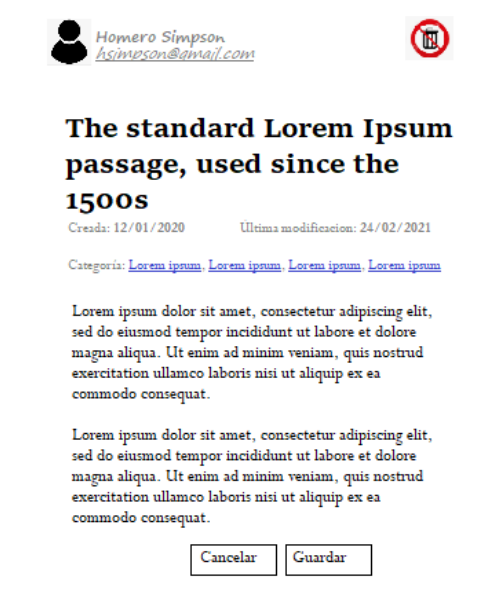 Homero Simpson
hsimpson@gmail.com
The standard Lorem Ipsum
passage, used since the
1500s
Creada: 12/01/2020 Última modificacion: 24/02/2021
Categoría: Lorem ipsum, Lorem ipsum, Lorem ipsum, Lorem ipsum
Lorem ipsum dolor sit amet, consectetur adipiscing elit,
sed do eiusmod tempor incididunt ut labore et dolore
magna aliqua. Ut enim ad minim veniam, quis nostrud
exercitation ullamco laboris nisi ut aliquip ex ea
commodo consequat.
Lorem ipsum dolor sit amet, consectetur adipiscing elit,
sed do eiusmod tempor incididunt ut labore et dolore
magna aliqua. Ut enim ad minim veniam, quis nostrud
exercitation ullamco laboris nisi ut aliquip ex ea
commodo consequat.
Cancelar Guardar